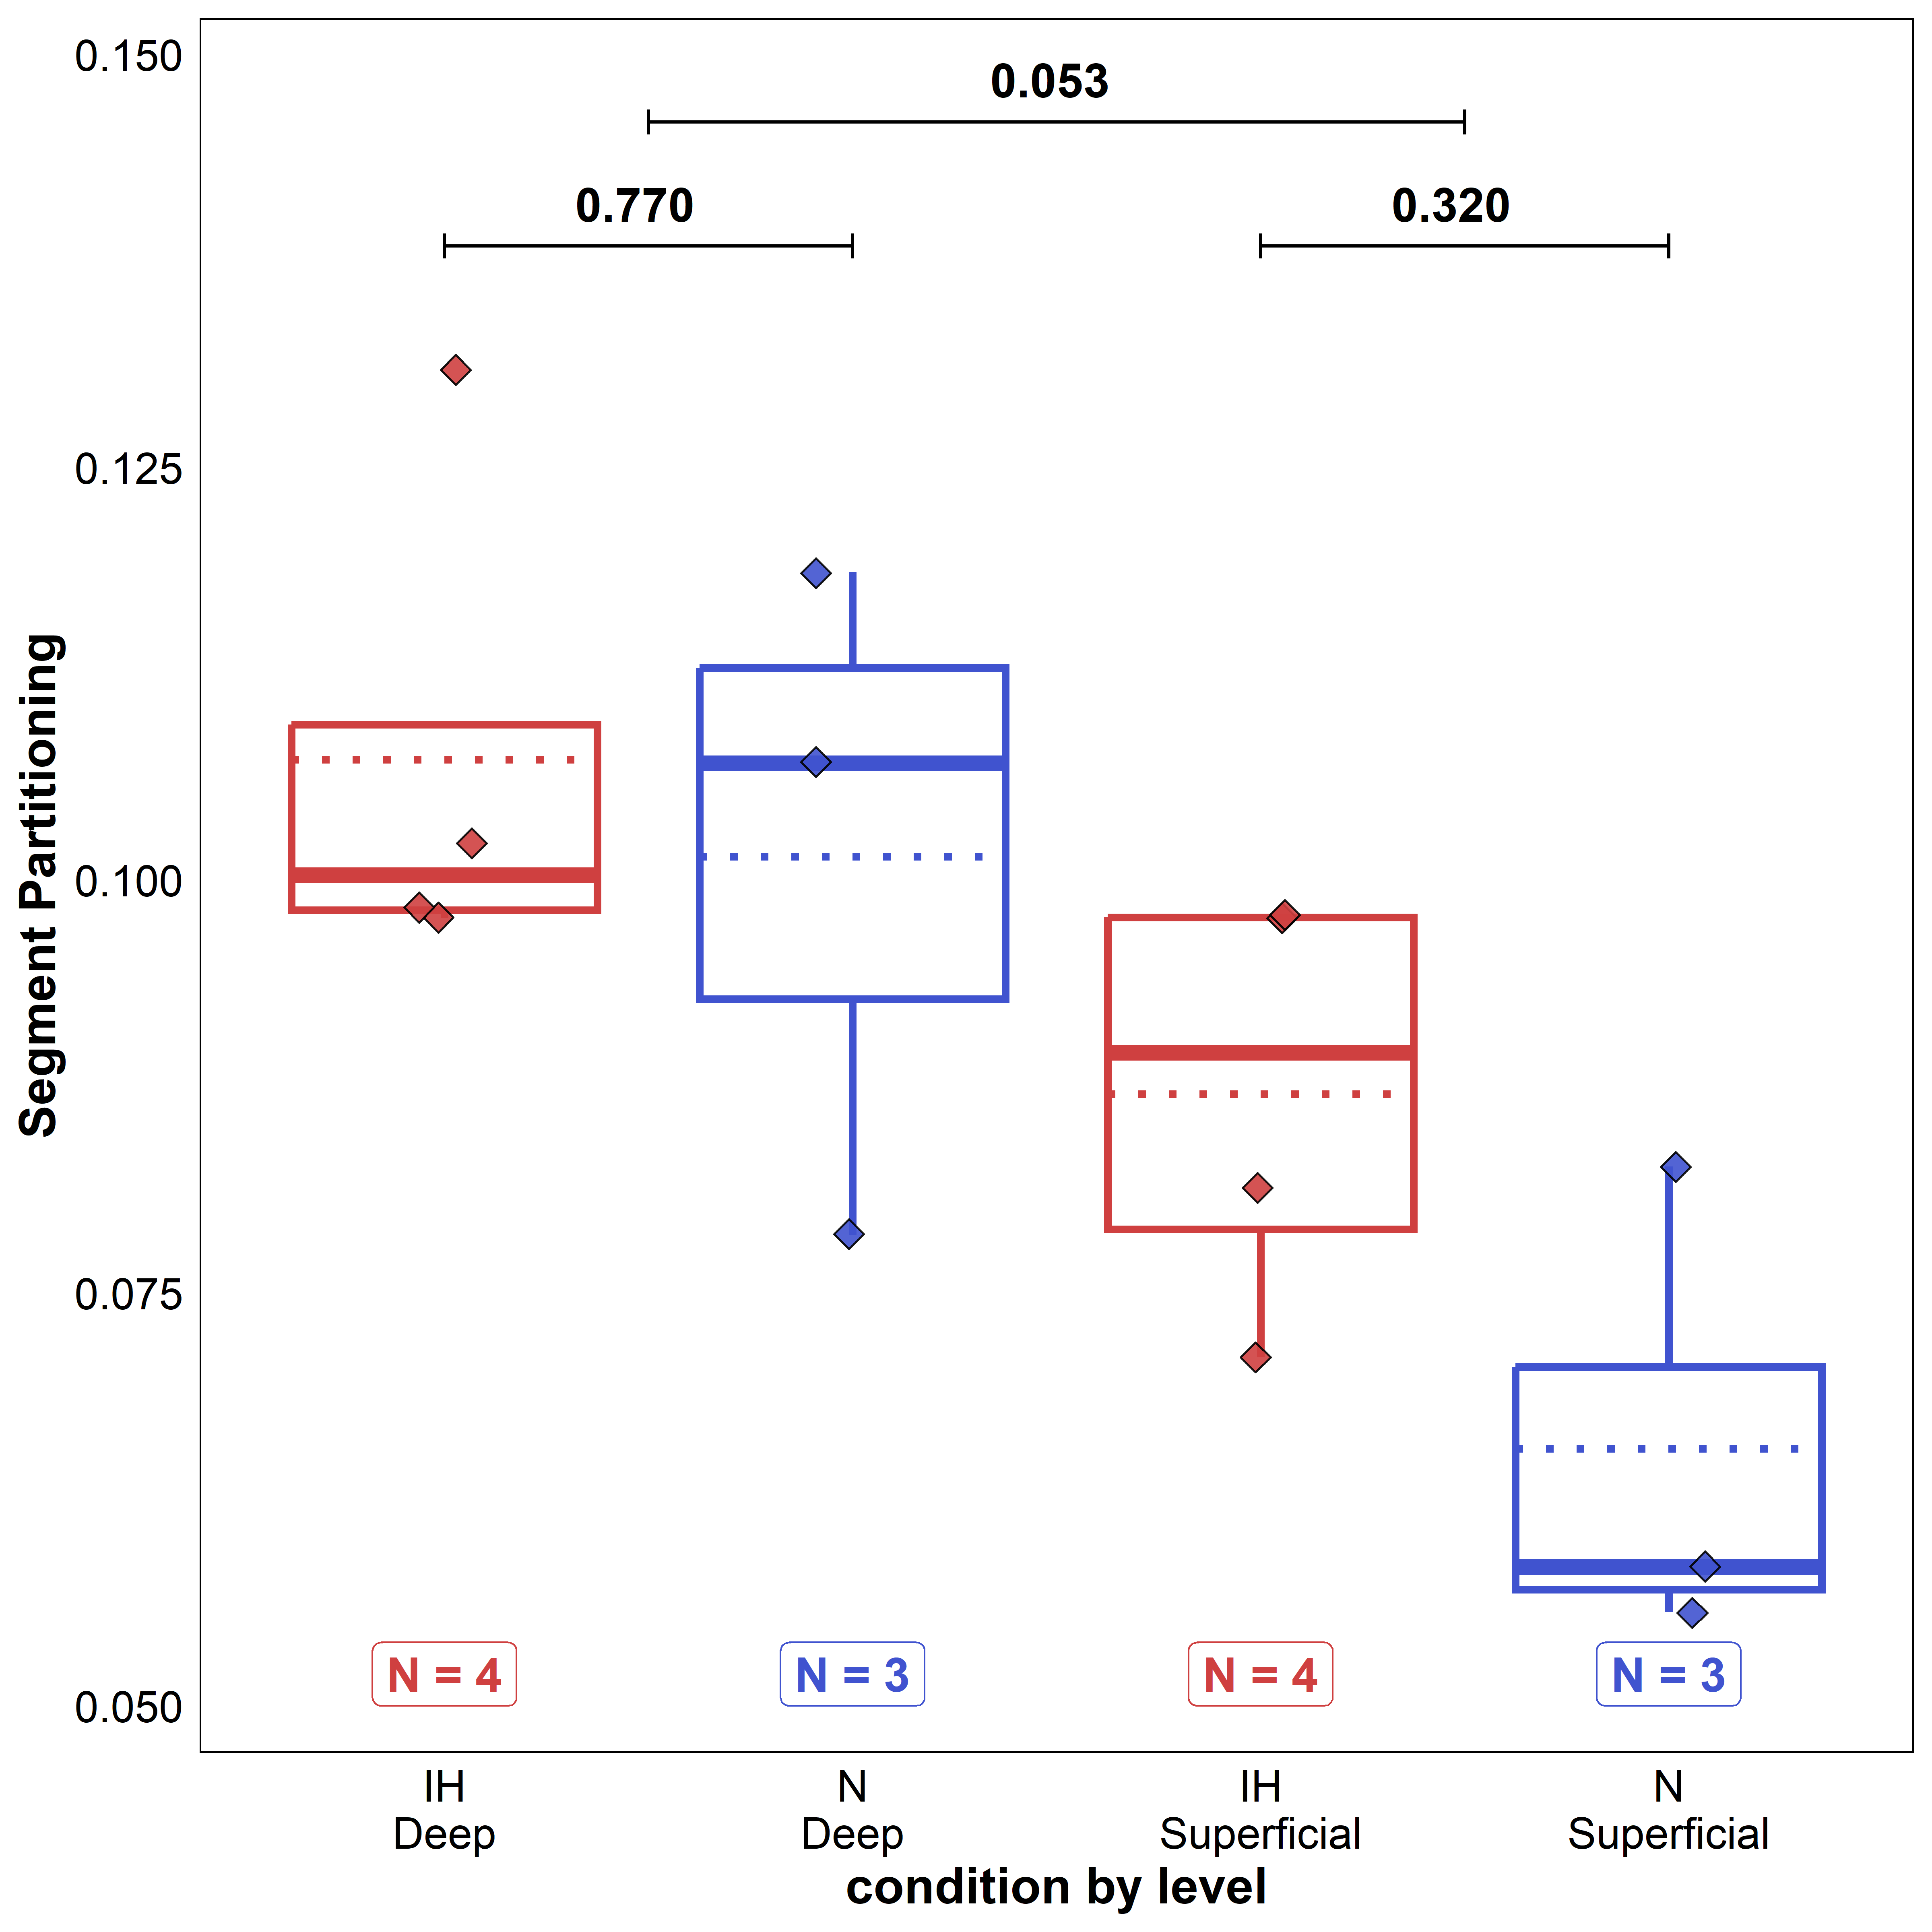 0.150
0.125
0.100
0.075
0.050
Segment Partitioning
0.053
0.770
0.320
N = 4
N = 3
N = 4
N = 3
IH
Deep
N
Deep
IH
Superficial
N
Superficial
condition by level